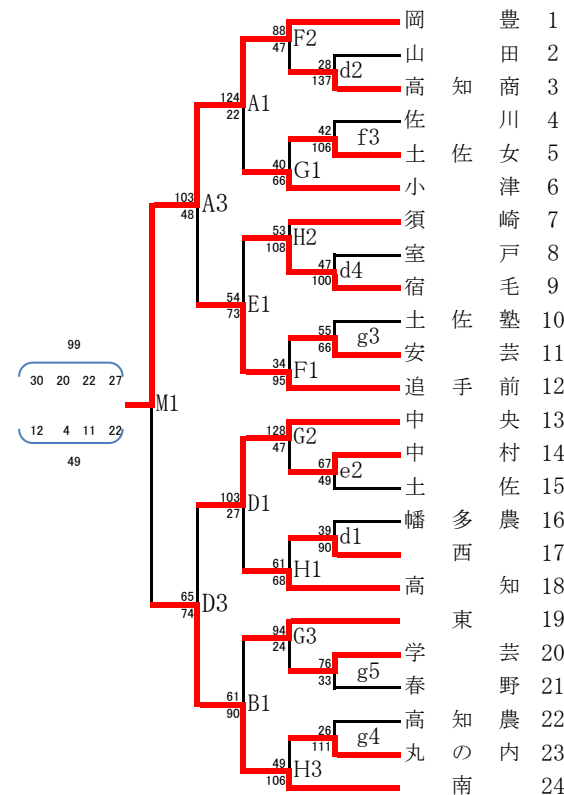 岡豊 1
88
47
F2
山田 2
28
137
d2
高知商 3
124
22
A1
佐川 4
42
106
f3
土佐女 5
40
66
G1
小津 6
103
48
A3
須崎 7
53
108
H2
室戸 8
47
100
d4
宿毛 9
54
73
E1
土佐塾 10
55
66
g3
安芸 11
34
95
F1
追手前 12
99
30 20 22 27
M1
12 4 11 22
49
中央 13
128
47
G2
中村 14
67
49
e2
土佐 15
103
27
D1
幡多農 16
39
90
d1
西 17
61
68
H1
高知 18
65
74
D3
東 19
94
24
G3
学芸 20
76
33
g5
春野 21
61
90
B1
高知農 22
26
111
g4
丸の内 23
49
106
H3
南 24